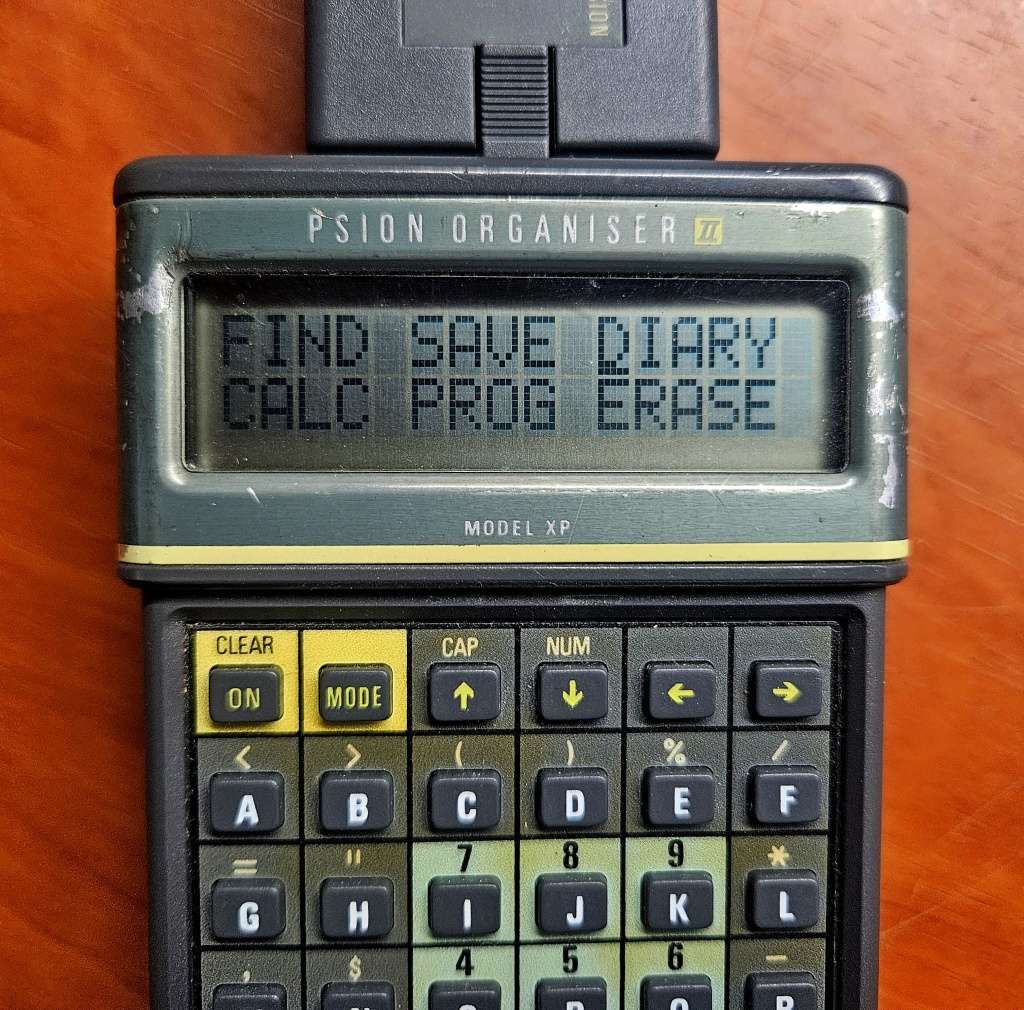 SION
PSION ORGANISER II
FIND SAVE DIARY
CALC PROG ERASE
MODEL XP
CLEAR CAP NUM
ON MODE ↑ ↓ ← →
< > ( ) % /
A B C D E F
= " 7 8 9 *
G H I J K L
, $ 4 5 6 -